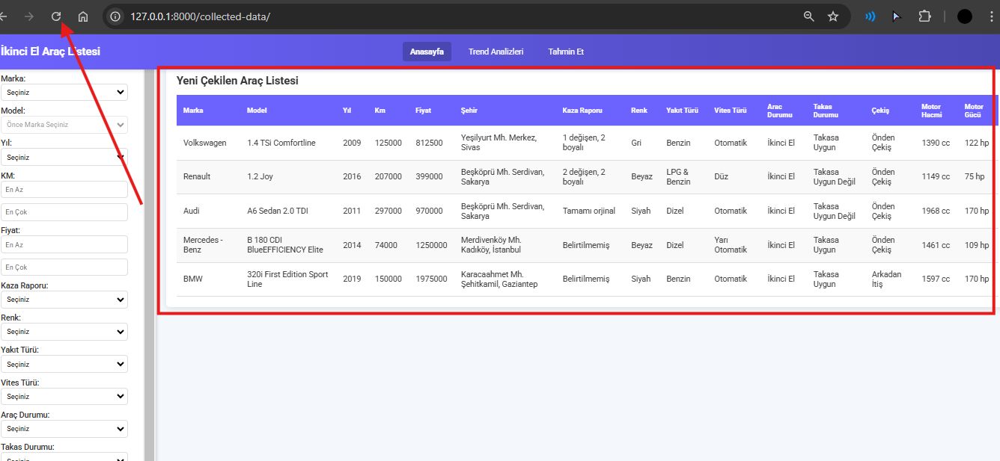 127.0.0.1:8000/collected-data/
İkinci El Araç Listesi
Anasayfa Trend Analizleri Tahmin Et
Marka:
Seçiniz
Model:
Önce Marka Seçiniz
Yıl:
Seçiniz
KM:
En Az
En Çok
Fiyat:
En Az
En Çok
Kaza Raporu:
Seçiniz
Renk:
Seçiniz
Yakıt Türü:
Seçiniz
Vites Türü:
Seçiniz
Araç Durumu:
Seçiniz
Takas Durumu:
Seçiniz
Yeni Çekilen Araç Listesi
Marka Model Yıl Km Fiyat Şehir Kaza Raporu Renk Yakıt Türü Vites Türü Arac Durumu Takas Durumu Çekiş Motor Hacmi Motor Gücü
Volkswagen 1.4 TSi Comfortline 2009 125000 812500 Yeşilyurt Mh. Merkez, Sivas 1 değişen, 2 boyalı Gri Benzin Otomatik İkinci El Takasa Uygun Önden Çekiş 1390 cc 122 hp
Renault 1.2 Joy 2016 207000 399000 Beşköprü Mh. Serdivan, Sakarya 2 değişen, 2 boyalı Beyaz LPG & Benzin Düz İkinci El Takasa Uygun Değil Önden Çekiş 1149 cc 75 hp
Audi A6 Sedan 2.0 TDI 2011 297000 970000 Beşköprü Mh. Serdivan, Sakarya Tamamı orjinal Siyah Dizel Otomatik İkinci El Takasa Uygun Değil Önden Çekiş 1968 cc 170 hp
Mercedes - Benz B 180 CDI BlueEFFICIENCY Elite 2014 74000 1250000 Merdivenköy Mh. Kadıköy, İstanbul Belirtilmemiş Beyaz Dizel Yarı Otomatik İkinci El Takasa Uygun Önden Çekiş 1461 cc 109 hp
BMW 320i First Edition Sport Line 2019 150000 1975000 Karacaahmet Mh. Şehitkamil, Gaziantep Belirtilmemiş Siyah Benzin Otomatik İkinci El Takasa Uygun Arkadan İtiş 1597 cc 170 hp